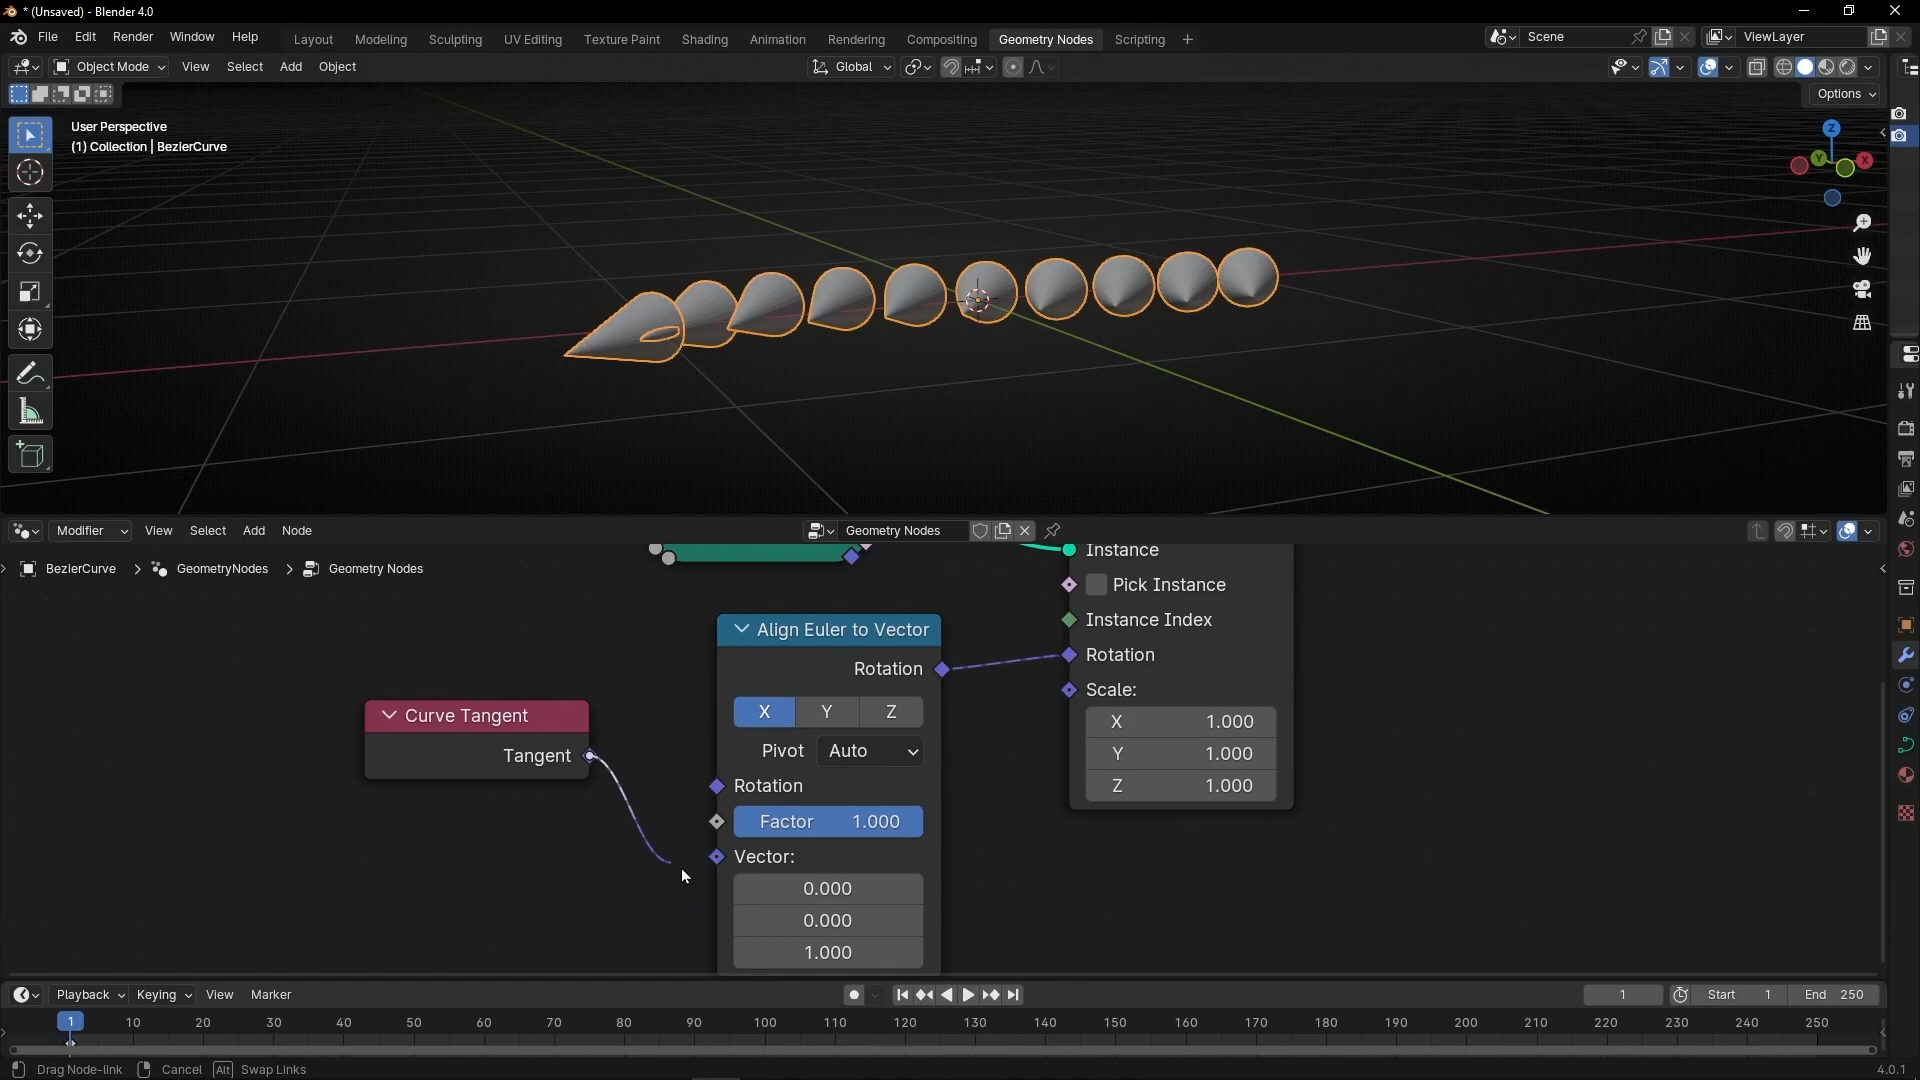 * (Unsaved) - Blender 4.0
File Edit Render Window Help Layout Modeling Sculpting UV Editing Texture Paint Shading Animation Rendering Compositing Geometry Nodes Scripting + Scene ViewLayer
Object Mode View Select Add Object Global
Options
User Perspective
(1) Collection | BezierCurve
Z
Y X
Modifier View Select Add Node Geometry Nodes
BezierCurve > GeometryNodes > Geometry Nodes
Instance
Pick Instance
Instance Index
Rotation
Scale:
X 1.000
Y 1.000
Z 1.000
Align Euler to Vector
Rotation
X Y Z
Pivot Auto
Rotation
Factor 1.000
Vector:
0.000
0.000
1.000
Curve Tangent
Tangent
Playback Keying View Marker 1 Start 1 End 250
1 10 20 30 40 50 60 70 80 90 100 110 120 130 140 150 160 170 180 190 200 210 220 230 240 250
Drag Node-link Cancel Alt Swap Links 4.0.1